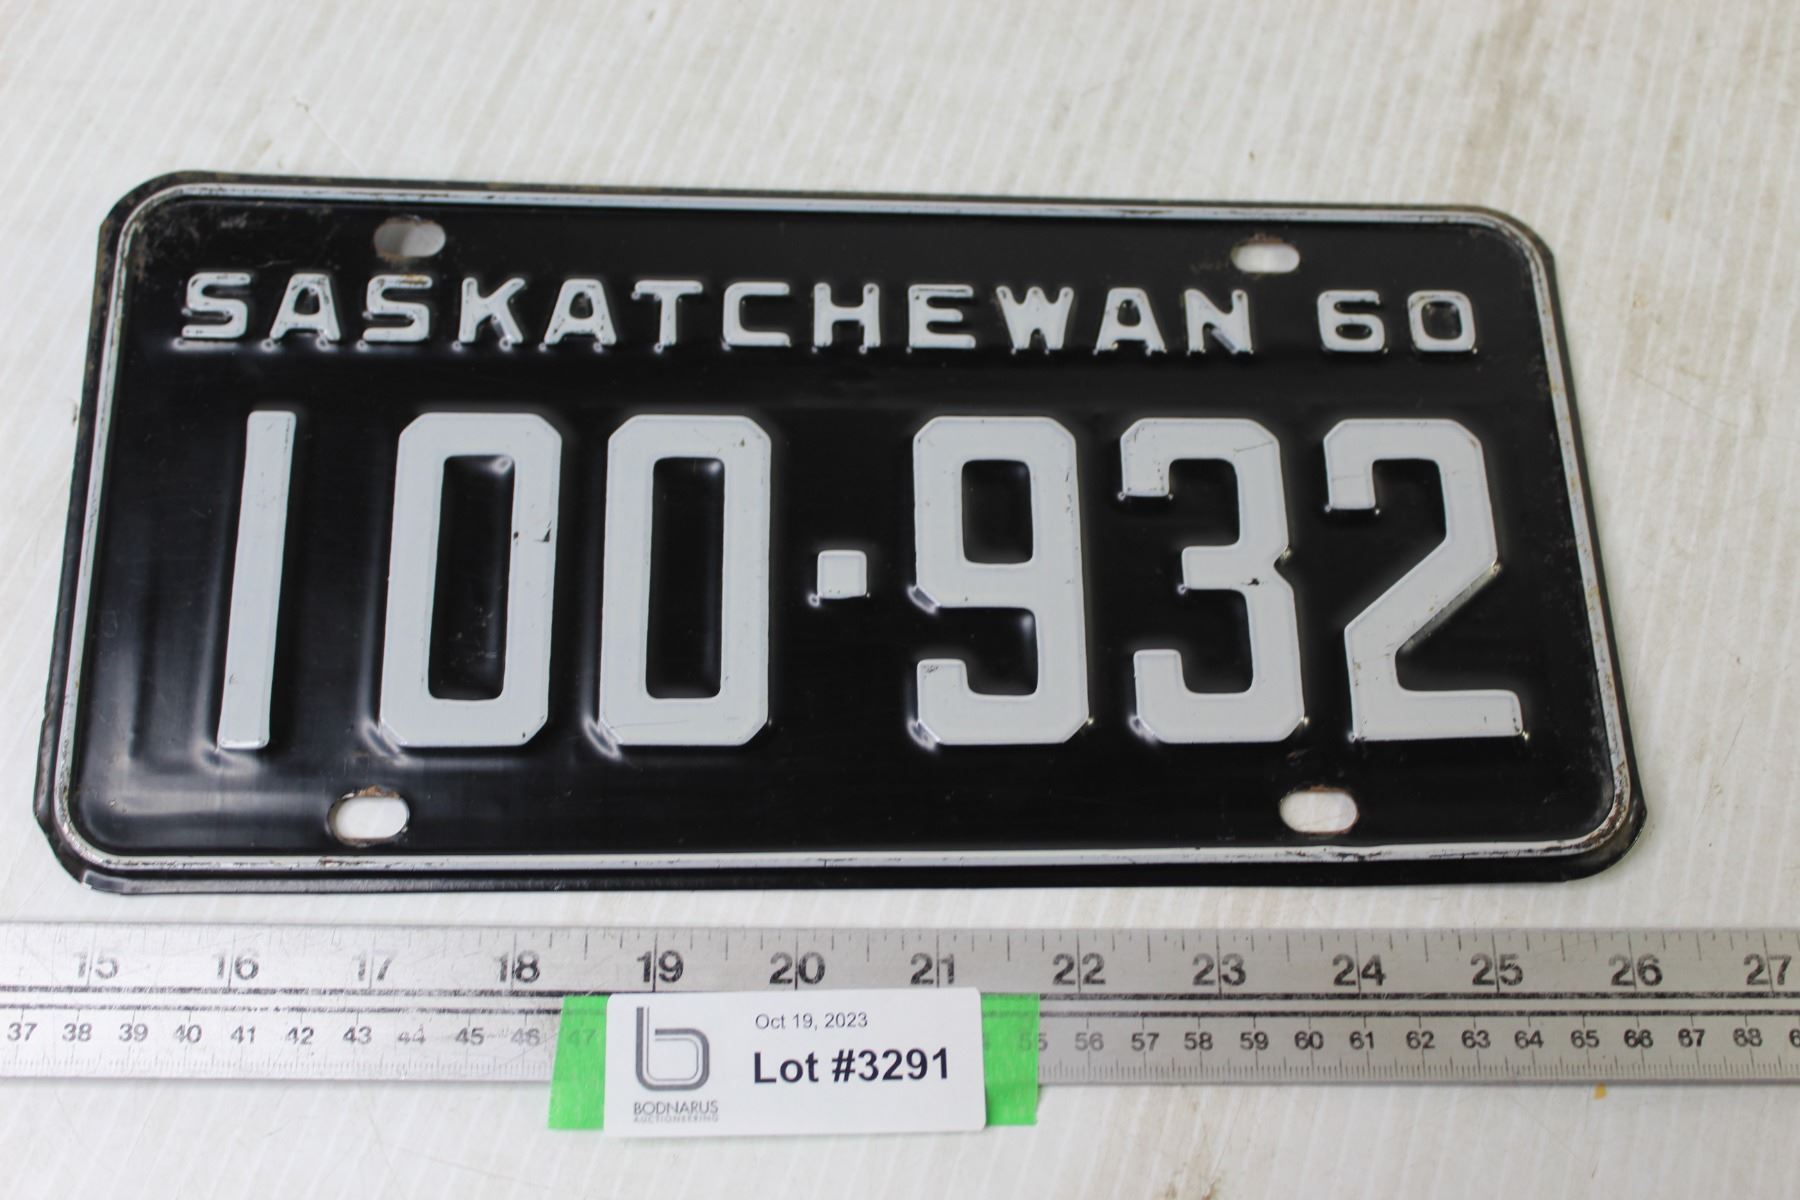 SASKATCHEWAN 60
100·932
15 16 17 18 19 20 21 22 23 24 25 26 27
37 38 39 40 41 42 43 44 45 46 47 55 56 57 58 59 60 61 62 63 64 65 66 67 68
Oct 19, 2023
Lot #3291
BODNARUS
AUCTIONEERING